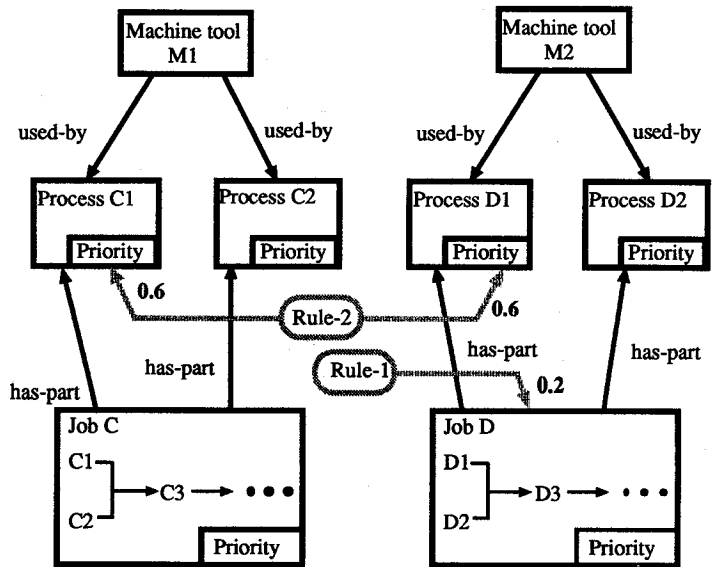 Machine tool
M1
Machine tool
M2
used-by
used-by
used-by
used-by
Process C1
Priority
Process C2
Priority
Process D1
Priority
Process D2
Priority
0.6
Rule-2
0.6
has-part
has-part
has-part
has-part
Rule-1
0.2
Job C
C1
C2
C3
Priority
Job D
D1
D2
D3
Priority